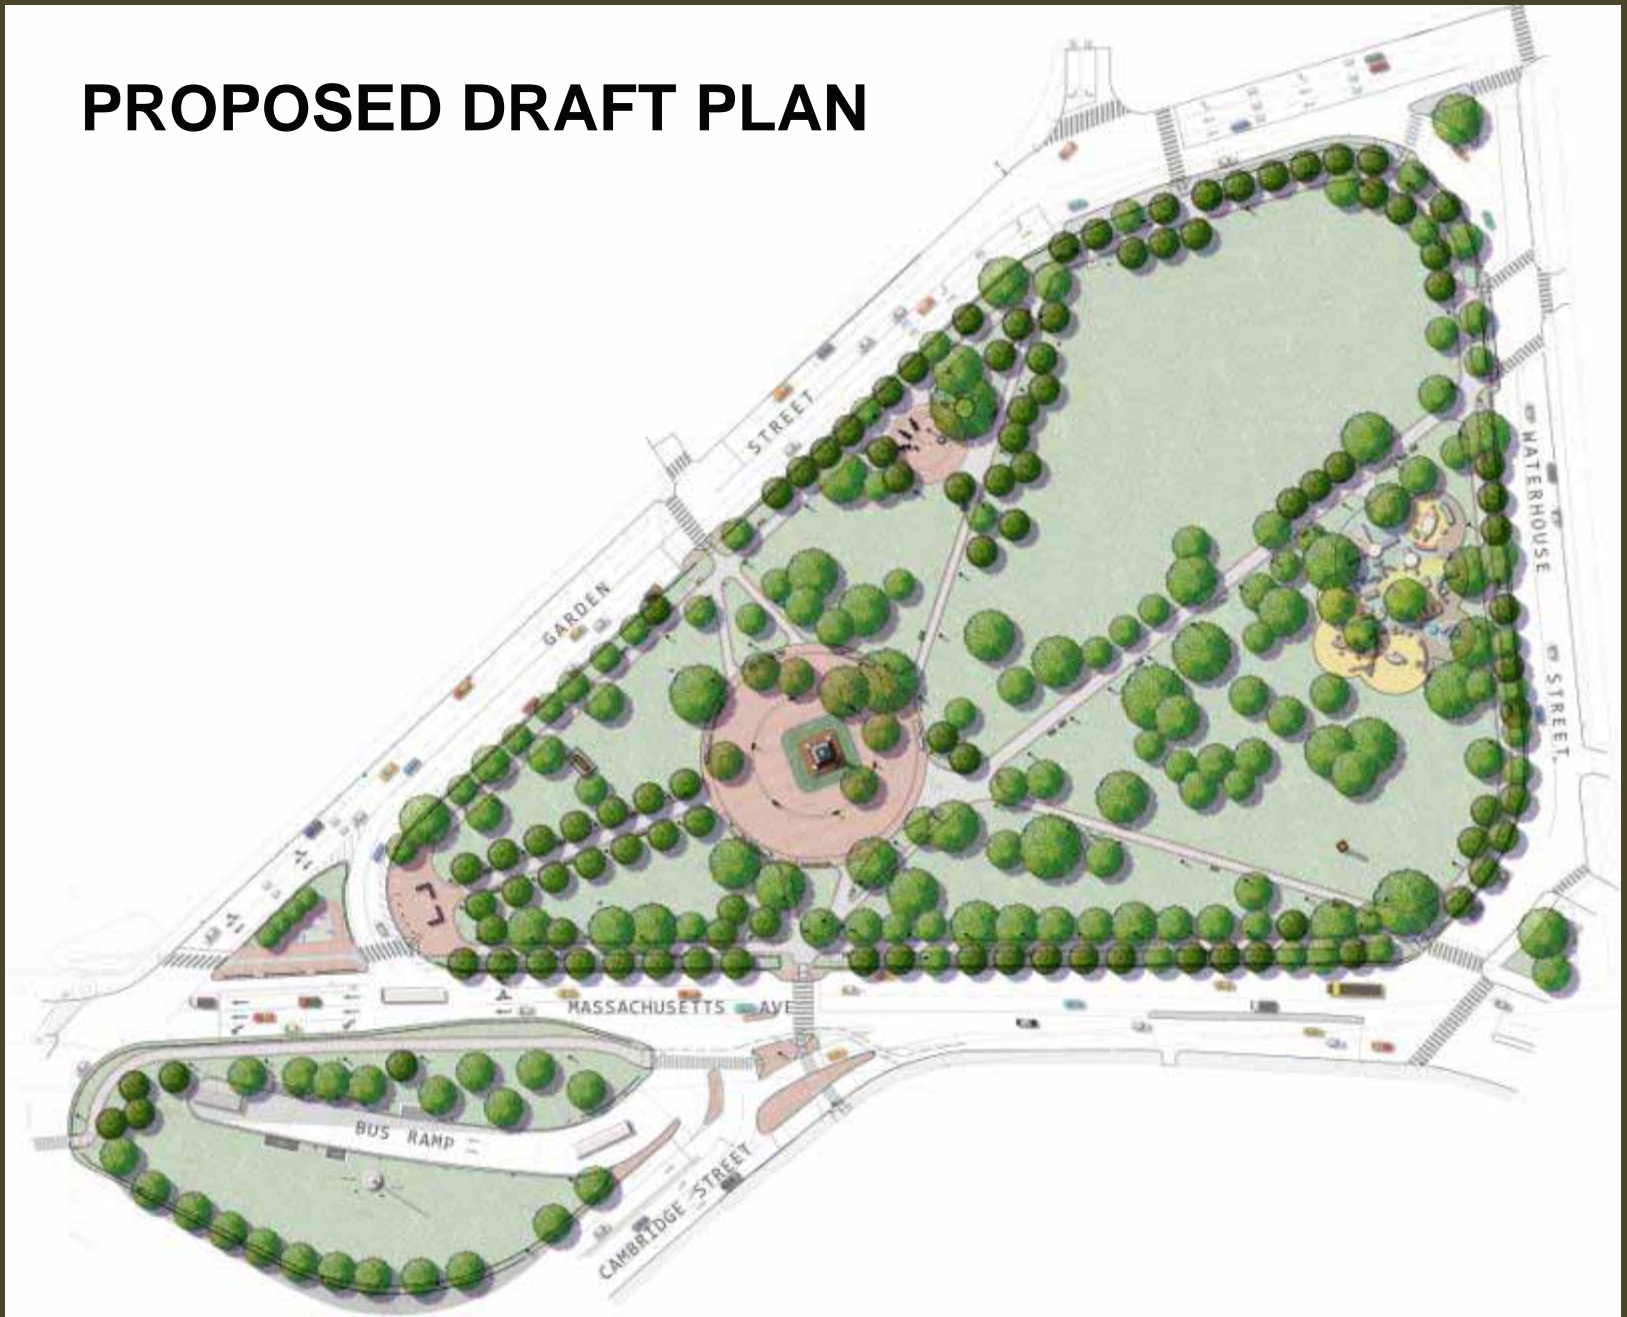 PROPOSED DRAFT PLAN
STREET
GARDEN
WATERHOUSE
STREET
MASSACHUSETTS AVE
BUS RAMP
CAMBRIDGE STREET